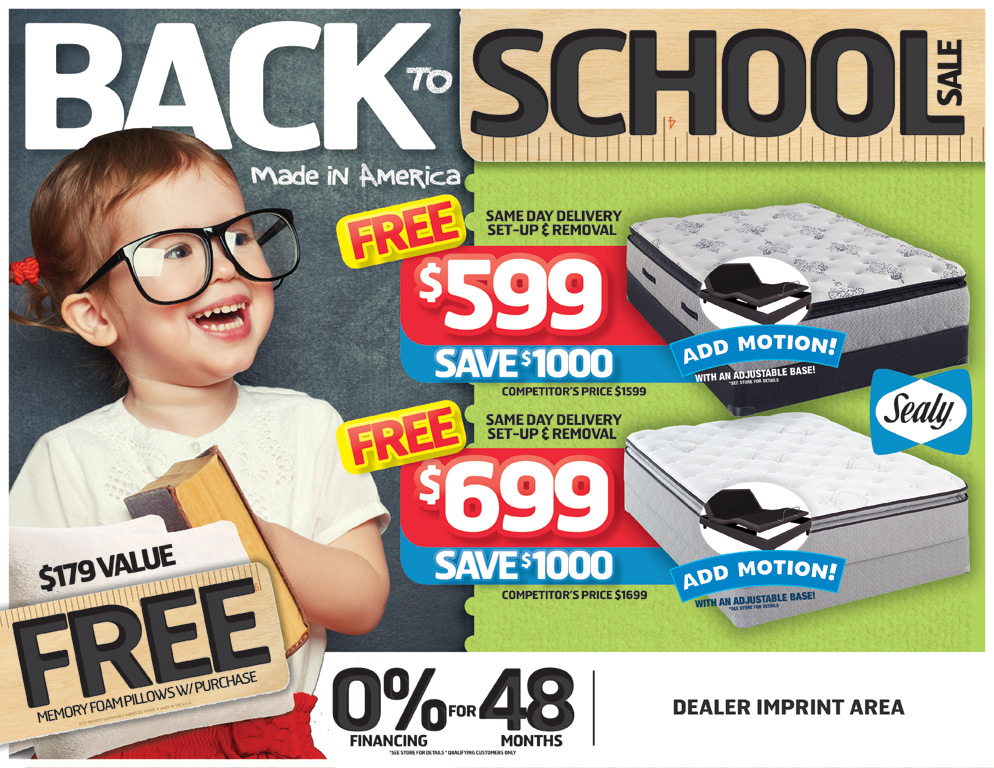 BACK TO SCHOOL SALE
Made in America
FREE
SAME DAY DELIVERY
SET-UP & REMOVAL
$599
SAVE $1000
COMPETITOR'S PRICE $1599
ADD MOTION!
WITH AN ADJUSTABLE BASE!
*SEE STORE FOR DETAILS
Sealy
FREE
SAME DAY DELIVERY
SET-UP & REMOVAL
$699
SAVE $1000
COMPETITOR'S PRICE $1699
ADD MOTION!
WITH AN ADJUSTABLE BASE!
*SEE STORE FOR DETAILS
$179 VALUE
FREE
MEMORY FOAM PILLOWS W/ PURCHASE
0% FOR 48
FINANCING MONTHS
*SEE STORE FOR DETAILS * QUALIFYING CUSTOMERS ONLY
DEALER IMPRINT AREA